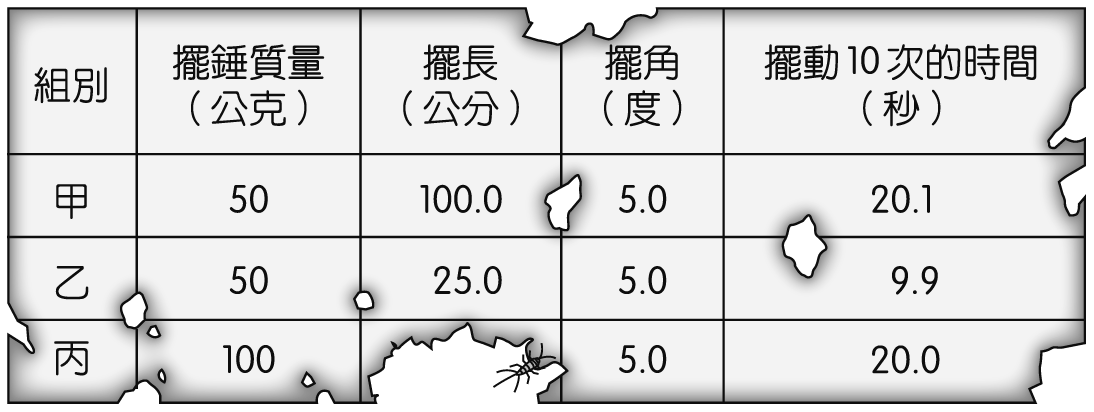 組別 擺錘質量（公克） 擺長（公分） 擺角（度） 擺動10次的時間（秒）
甲 50 100.0 5.0 20.1
乙 50 25.0 5.0 9.9
丙 100 5.0 20.0